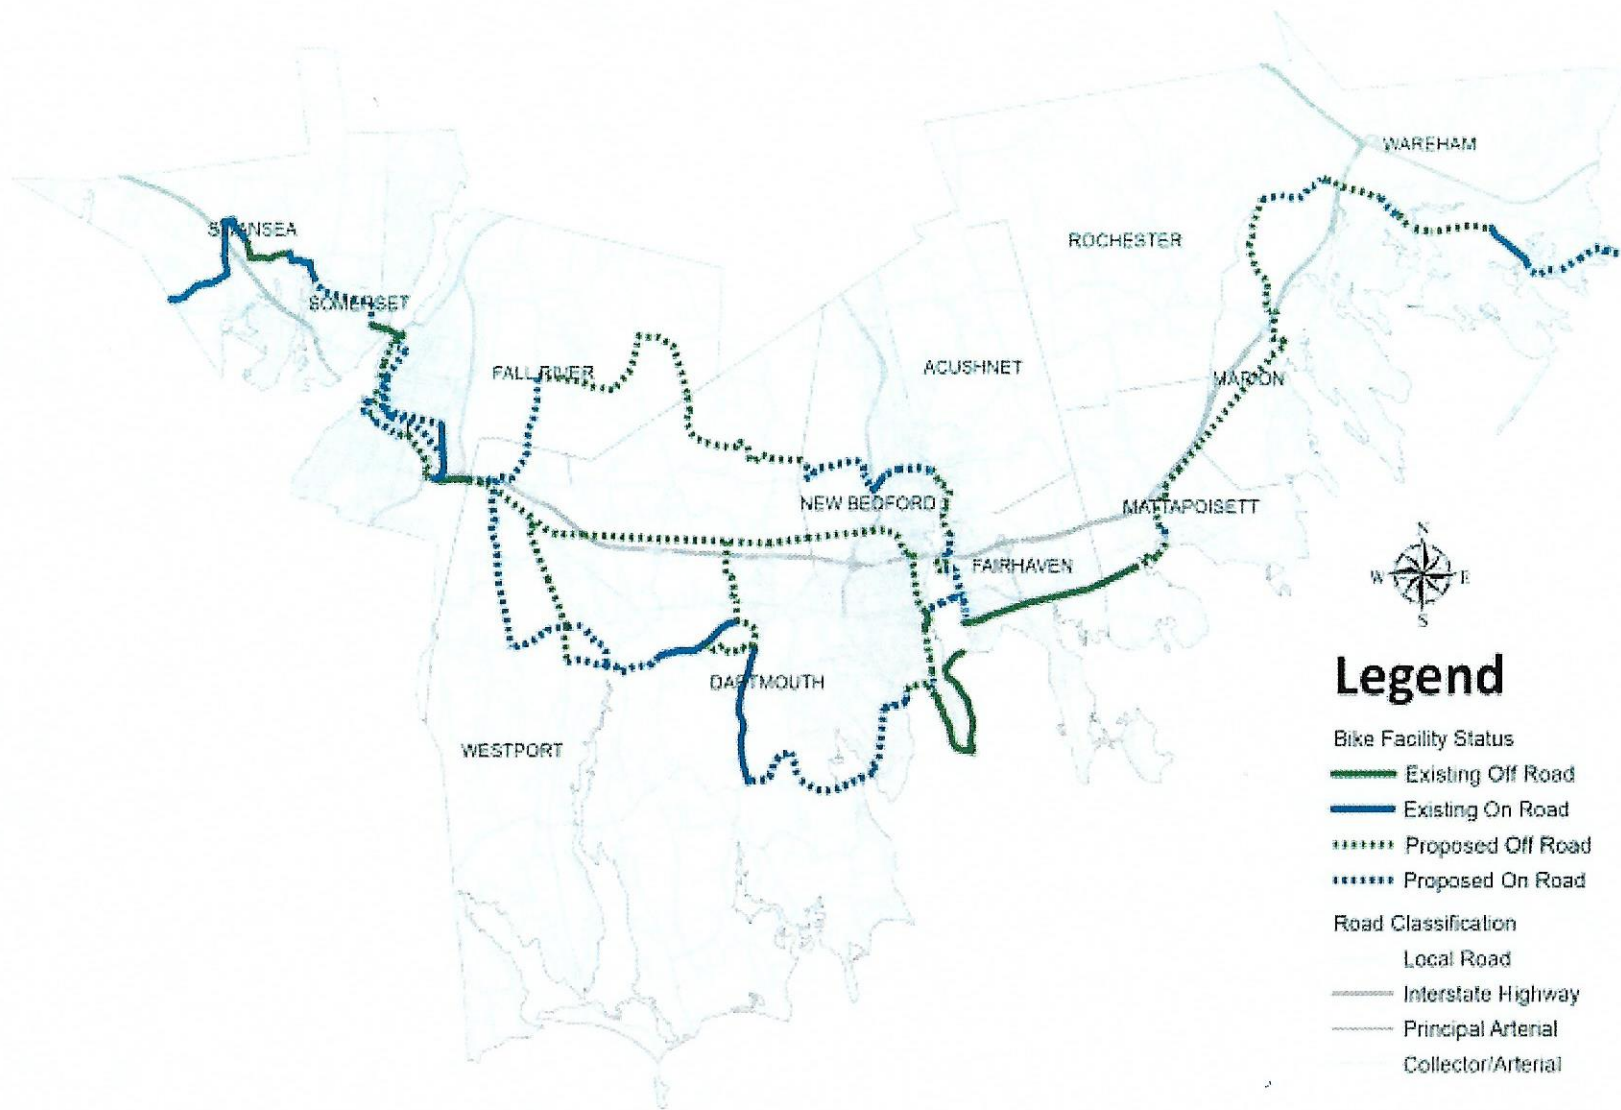 WAREHAM
SWANSEA
ROCHESTER
SOMERSET
FALL RIVER
ACUSHNET
MARION
NEW BEDFORD
MATTAPOISETT
FAIRHAVEN
DARTMOUTH
WESTPORT
N
W E
S
Legend
Bike Facility Status
Existing Off Road
Existing On Road
Proposed Off Road
Proposed On Road
Road Classification
Local Road
Interstate Highway
Principal Arterial
Collector/Arterial